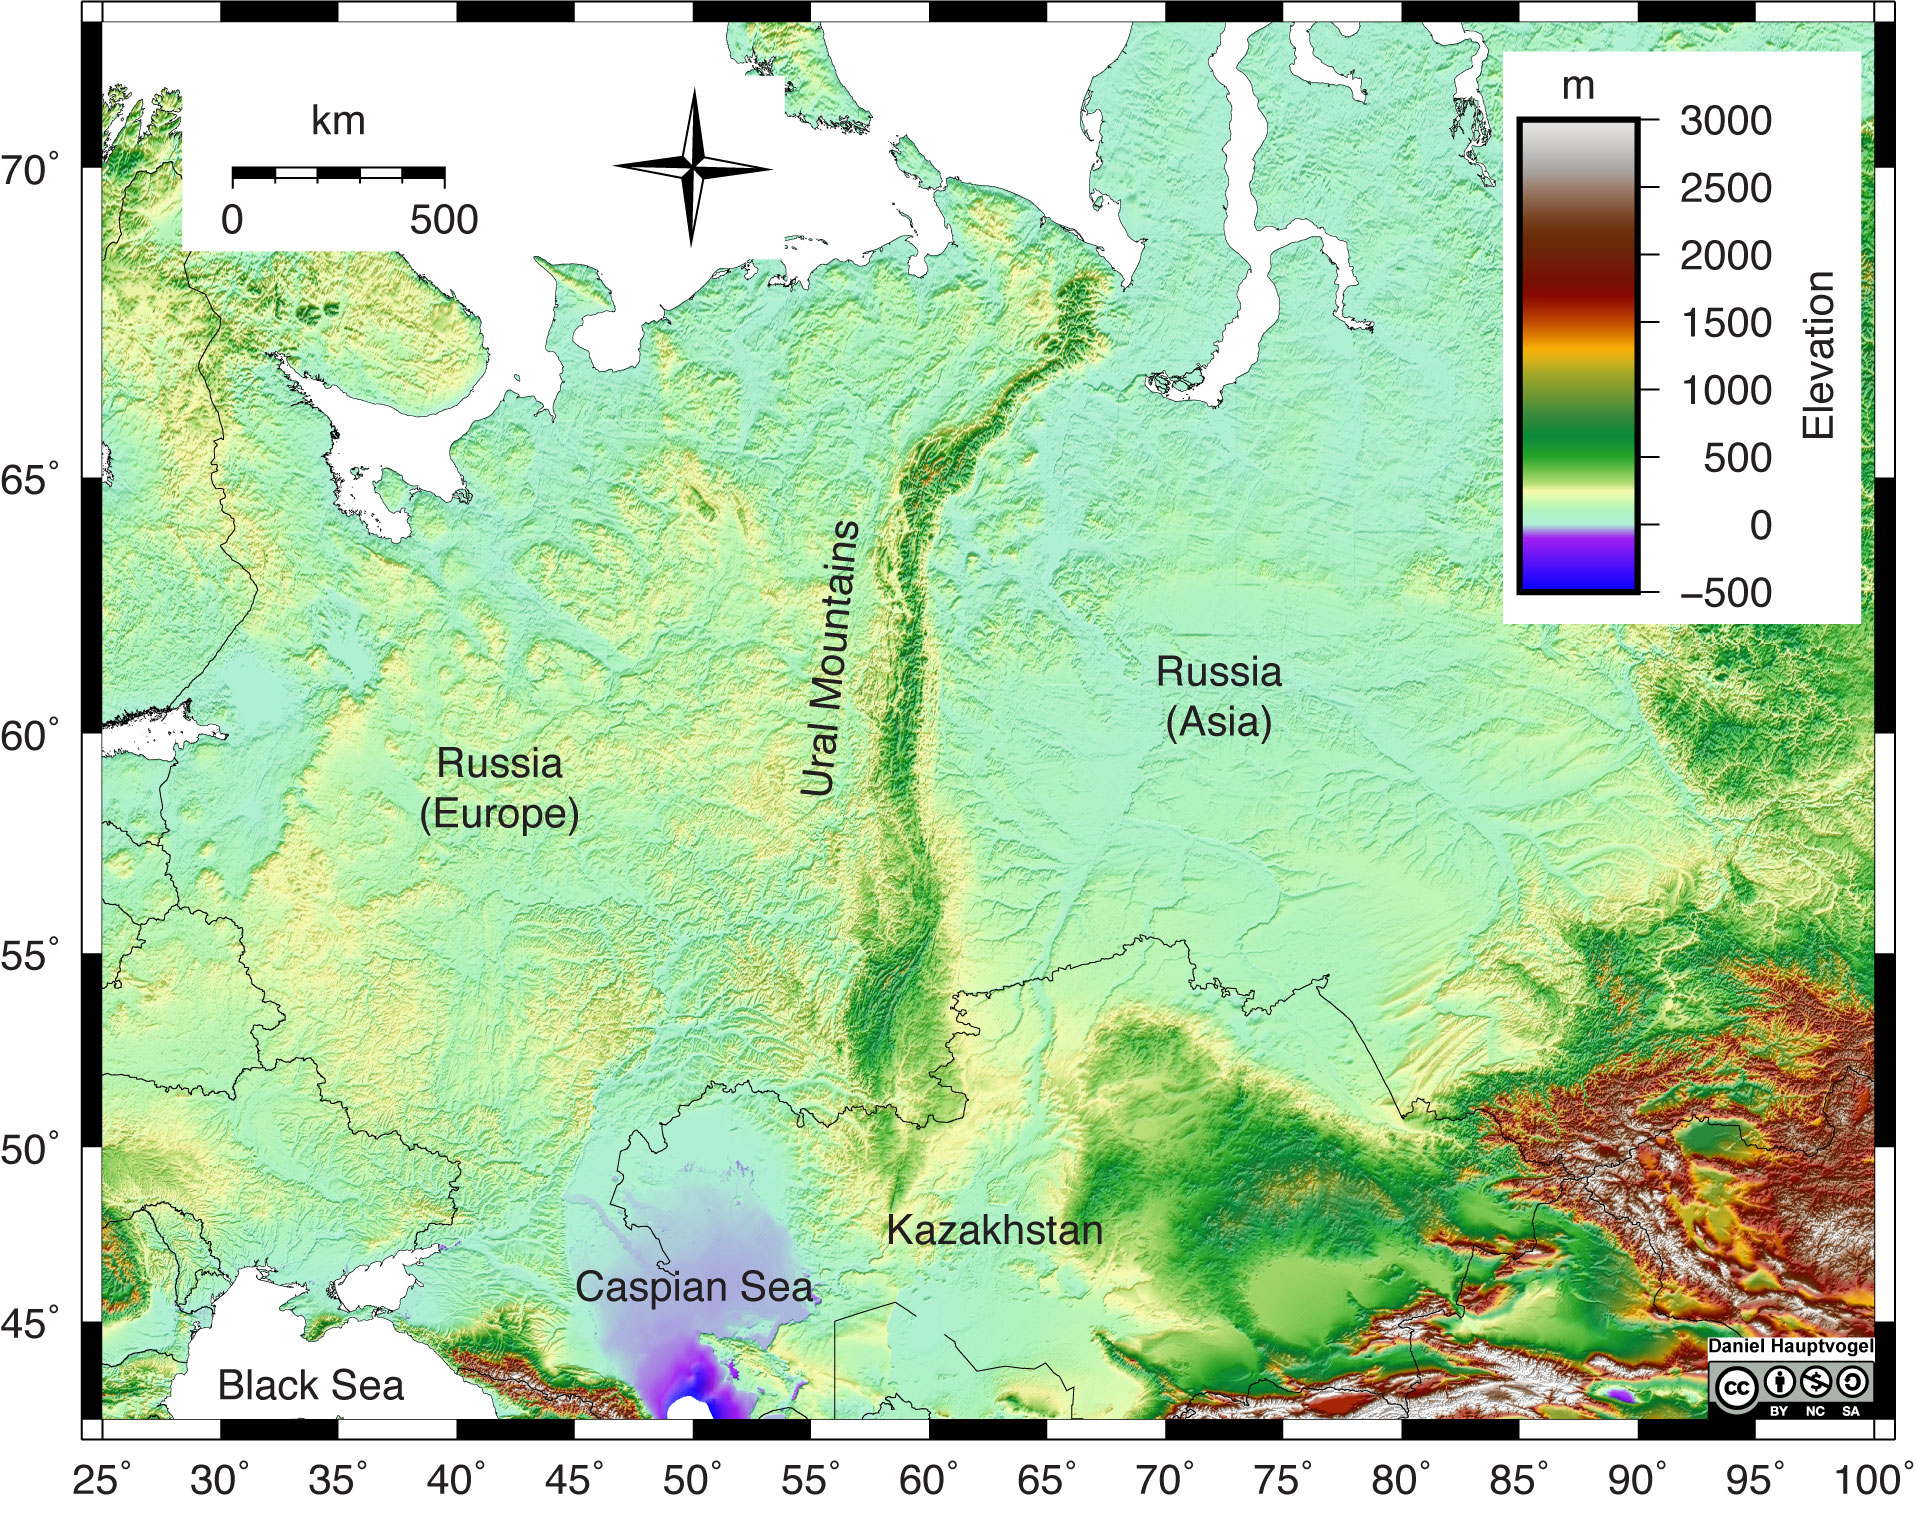 km
0 500
m
3000
2500
2000
1500
1000
500
0
−500
Elevation
70°
65°
60°
55°
50°
45°
Ural Mountains
Russia
(Asia)
Russia
(Europe)
Kazakhstan
Caspian Sea
Black Sea
Daniel Hauptvogel
cc
BY NC SA
25° 30° 35° 40° 45° 50° 55° 60° 65° 70° 75° 80° 85° 90° 95° 100°